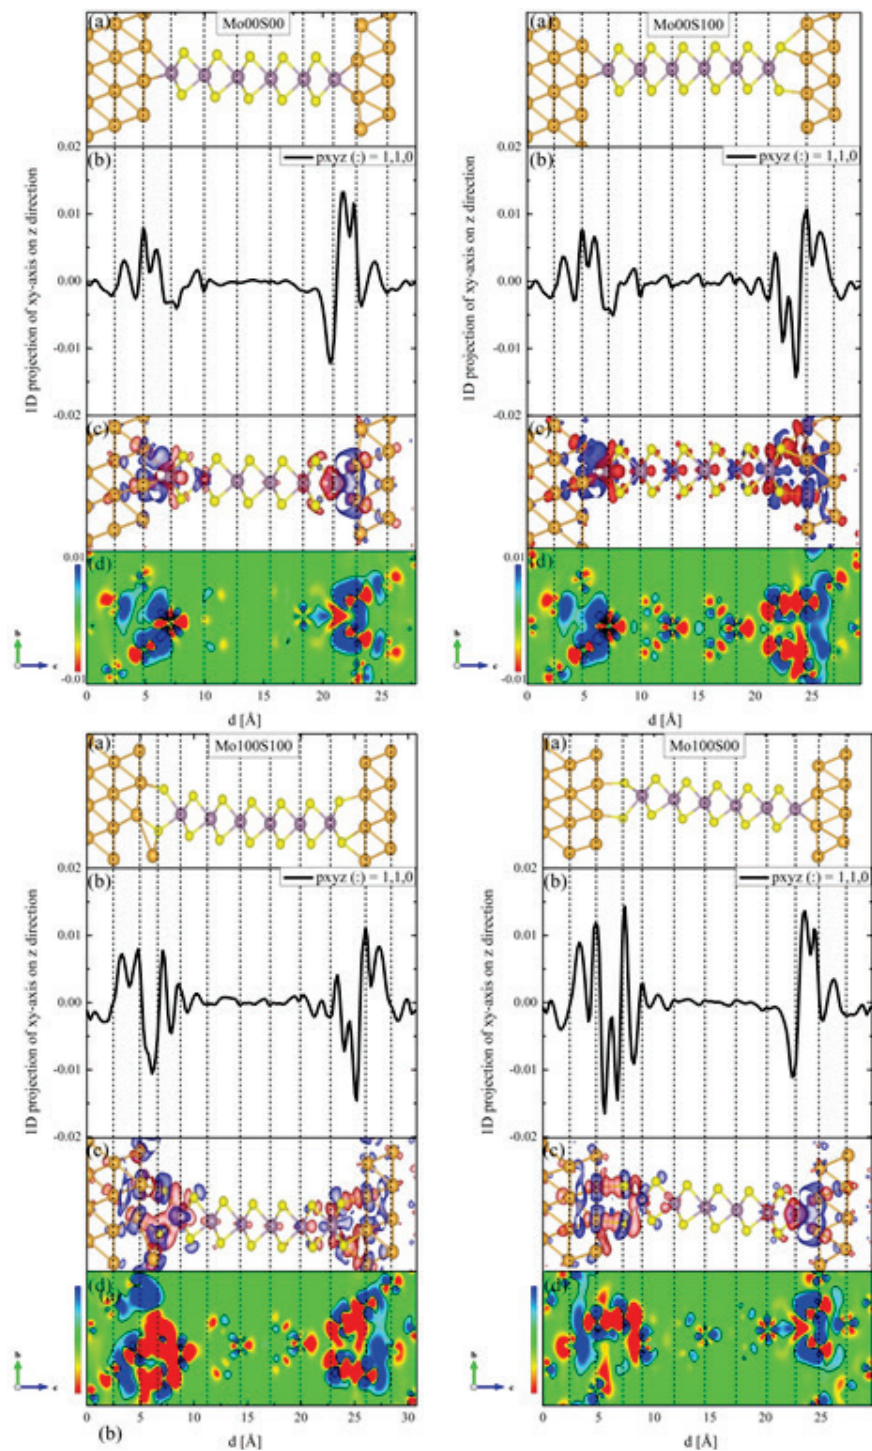 (a) Mo00S00
(b) pxyz (:) = 1,1,0
1D projection of xy-axis on z direction
0.02
0.01
0.00
-0.01
-0.02
(c)
0.01
(d)
-0.01
c
0 5 10 15 20 25
d [Å]
(a) Mo00S100
(b) pxyz (:) = 1,1,0
1D projection of xy-axis on z direction
0.02
0.01
0.00
-0.01
-0.02
(c)
0.01
(d)
-0.01
c
0 5 10 15 20 25
d [Å]
(a) Mo100S100
(b) pxyz (:) = 1,1,0
1D projection of xy-axis on z direction
0.02
0.01
0.00
-0.01
-0.02
(c)
(d)
c
0 5 10 15 20 25 30
(b) d [Å]
(a) Mo100S00
(b) pxyz (:) = 1,1,0
1D projection of xy-axis on z direction
0.02
0.01
0.00
-0.01
-0.02
(c)
(d)
c
0 5 10 15 20 25
d [Å]